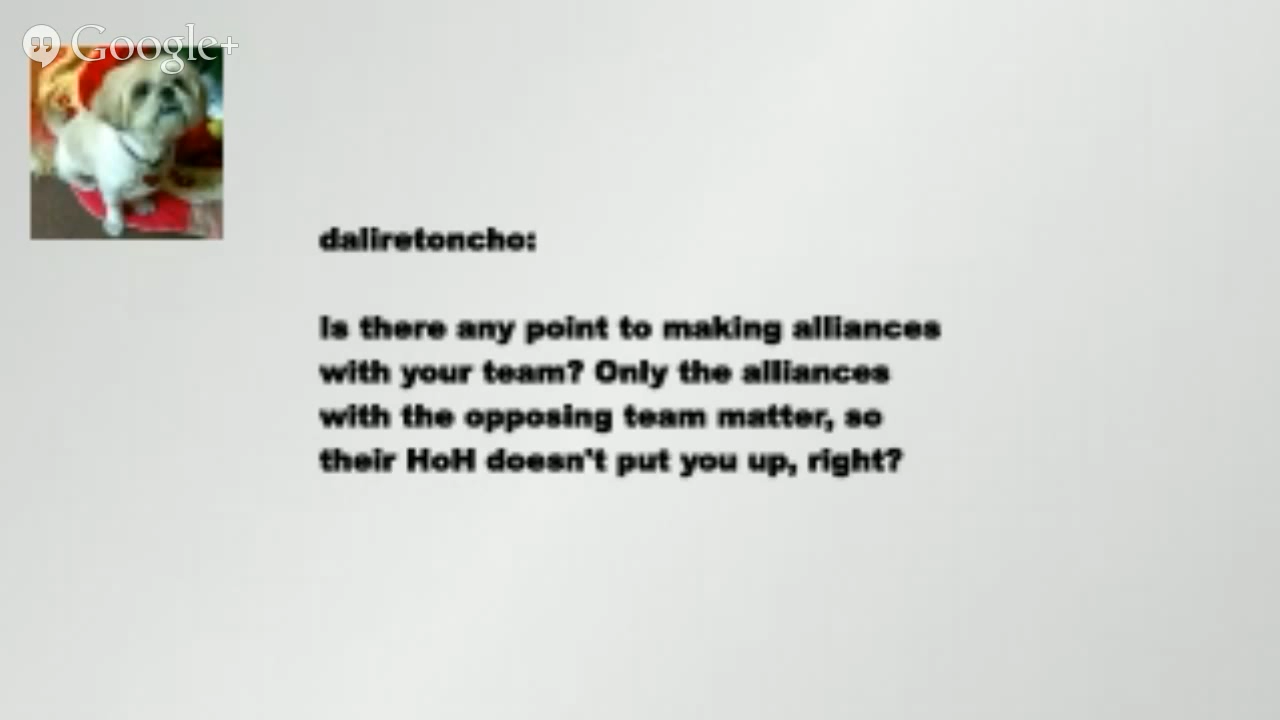 Google+
daliretoncho:
Is there any point to making alliances
with your team? Only the alliances
with the opposing team matter, so
their HoH doesn't put you up, right?